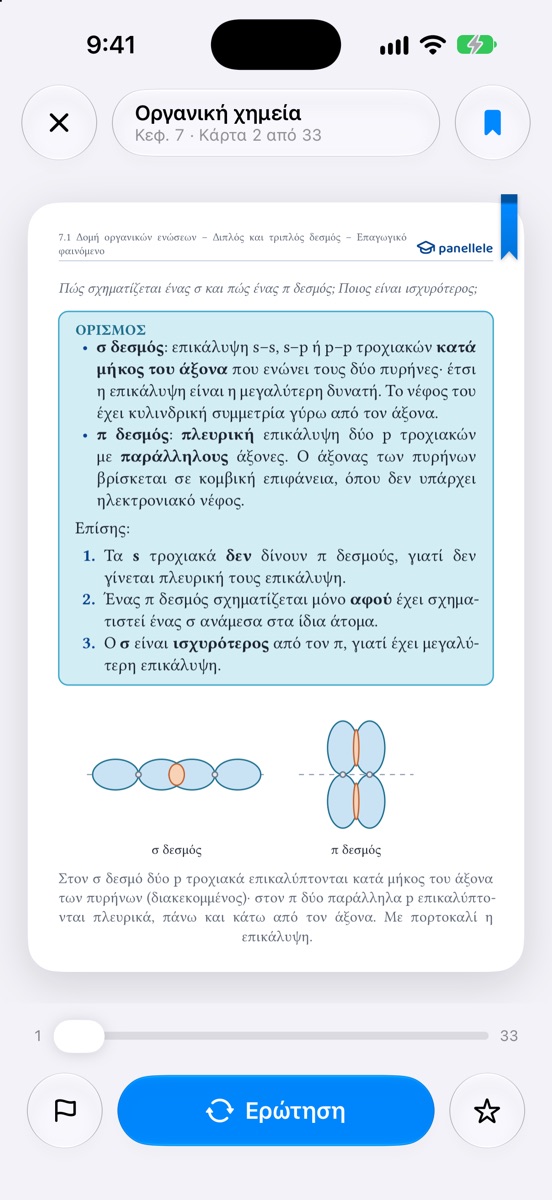 9:41
Οργανική χημεία
Κεφ. 7 · Κάρτα 2 από 33
7.1 Δομή οργανικών ενώσεων – Διπλός και τριπλός δεσμός – Επαγωγικό
φαινόμενο
panellele
Πώς σχηματίζεται ένας σ και πώς ένας π δεσμός; Ποιος είναι ισχυρότερος;
ΟΡΙΣΜΟΣ
• σ δεσμός: επικάλυψη s–s, s–p ή p–p τροχιακών κατά
μήκος του άξονα που ενώνει τους δύο πυρήνες· έτσι
η επικάλυψη είναι η μεγαλύτερη δυνατή. Το νέφος του
έχει κυλινδρική συμμετρία γύρω από τον άξονα.
• π δεσμός: πλευρική επικάλυψη δύο p τροχιακών
με παράλληλους άξονες. Ο άξονας των πυρήνων
βρίσκεται σε κομβική επιφάνεια, όπου δεν υπάρχει
ηλεκτρονιακό νέφος.
Επίσης:
1. Τα s τροχιακά δεν δίνουν π δεσμούς, γιατί δεν
γίνεται πλευρική τους επικάλυψη.
2. Ένας π δεσμός σχηματίζεται μόνο αφού έχει σχημα-
τιστεί ένας σ ανάμεσα στα ίδια άτομα.
3. Ο σ είναι ισχυρότερος από τον π, γιατί έχει μεγαλύ-
τερη επικάλυψη.
σ δεσμός
π δεσμός
Στον σ δεσμό δύο p τροχιακά επικαλύπτονται κατά μήκος του άξονα
των πυρήνων (διακεκομμένος)· στον π δύο παράλληλα p επικαλύπτο-
νται πλευρικά, πάνω και κάτω από τον άξονα. Με πορτοκαλί η
επικάλυψη.
1
33
Ερώτηση